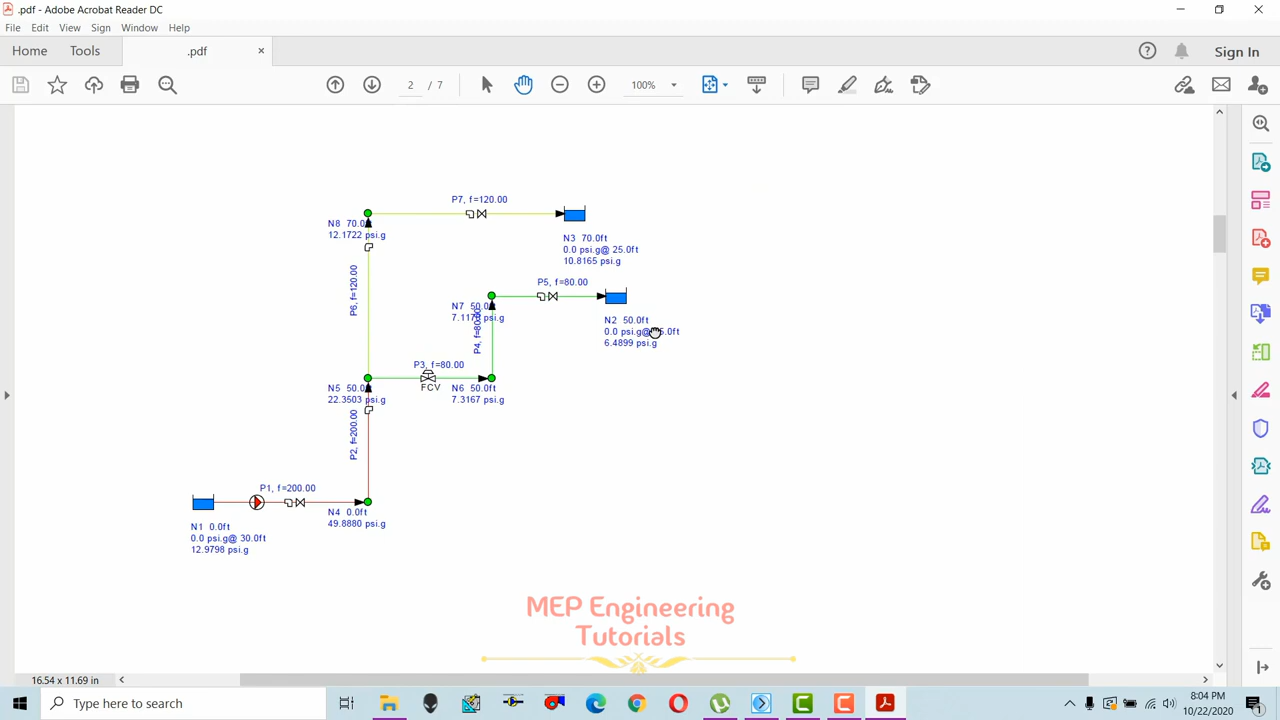 .pdf - Adobe Acrobat Reader DC
File Edit View Sign Window Help
Home Tools .pdf × Sign In
2 / 7 100%
P7, f=120.00
N8 70.0
12.1722 psi.g
N3 70.0ft
0.0 psi.g@ 25.0ft
10.8165 psi.g
P6, f=120.00
P5, f=80.00
N7 50.0
P4, f=80.00
N2 50.0ft
0.0 psi.g@
6.4899 psi.g
P3, f=80.00
FCV
N5 50.0
22.3503 psi.g
N6 50.0ft
7.3167 psi.g
P2, f=200.00
P1, f=200.00
N4 0.0ft
49.8880 psi.g
N1 0.0ft
0.0 psi.g@ 30.0ft
12.9798 psi.g
MEP Engineering
Tutorials
16.54 x 11.69 in
Type here to search
8:04 PM
10/22/2020
1